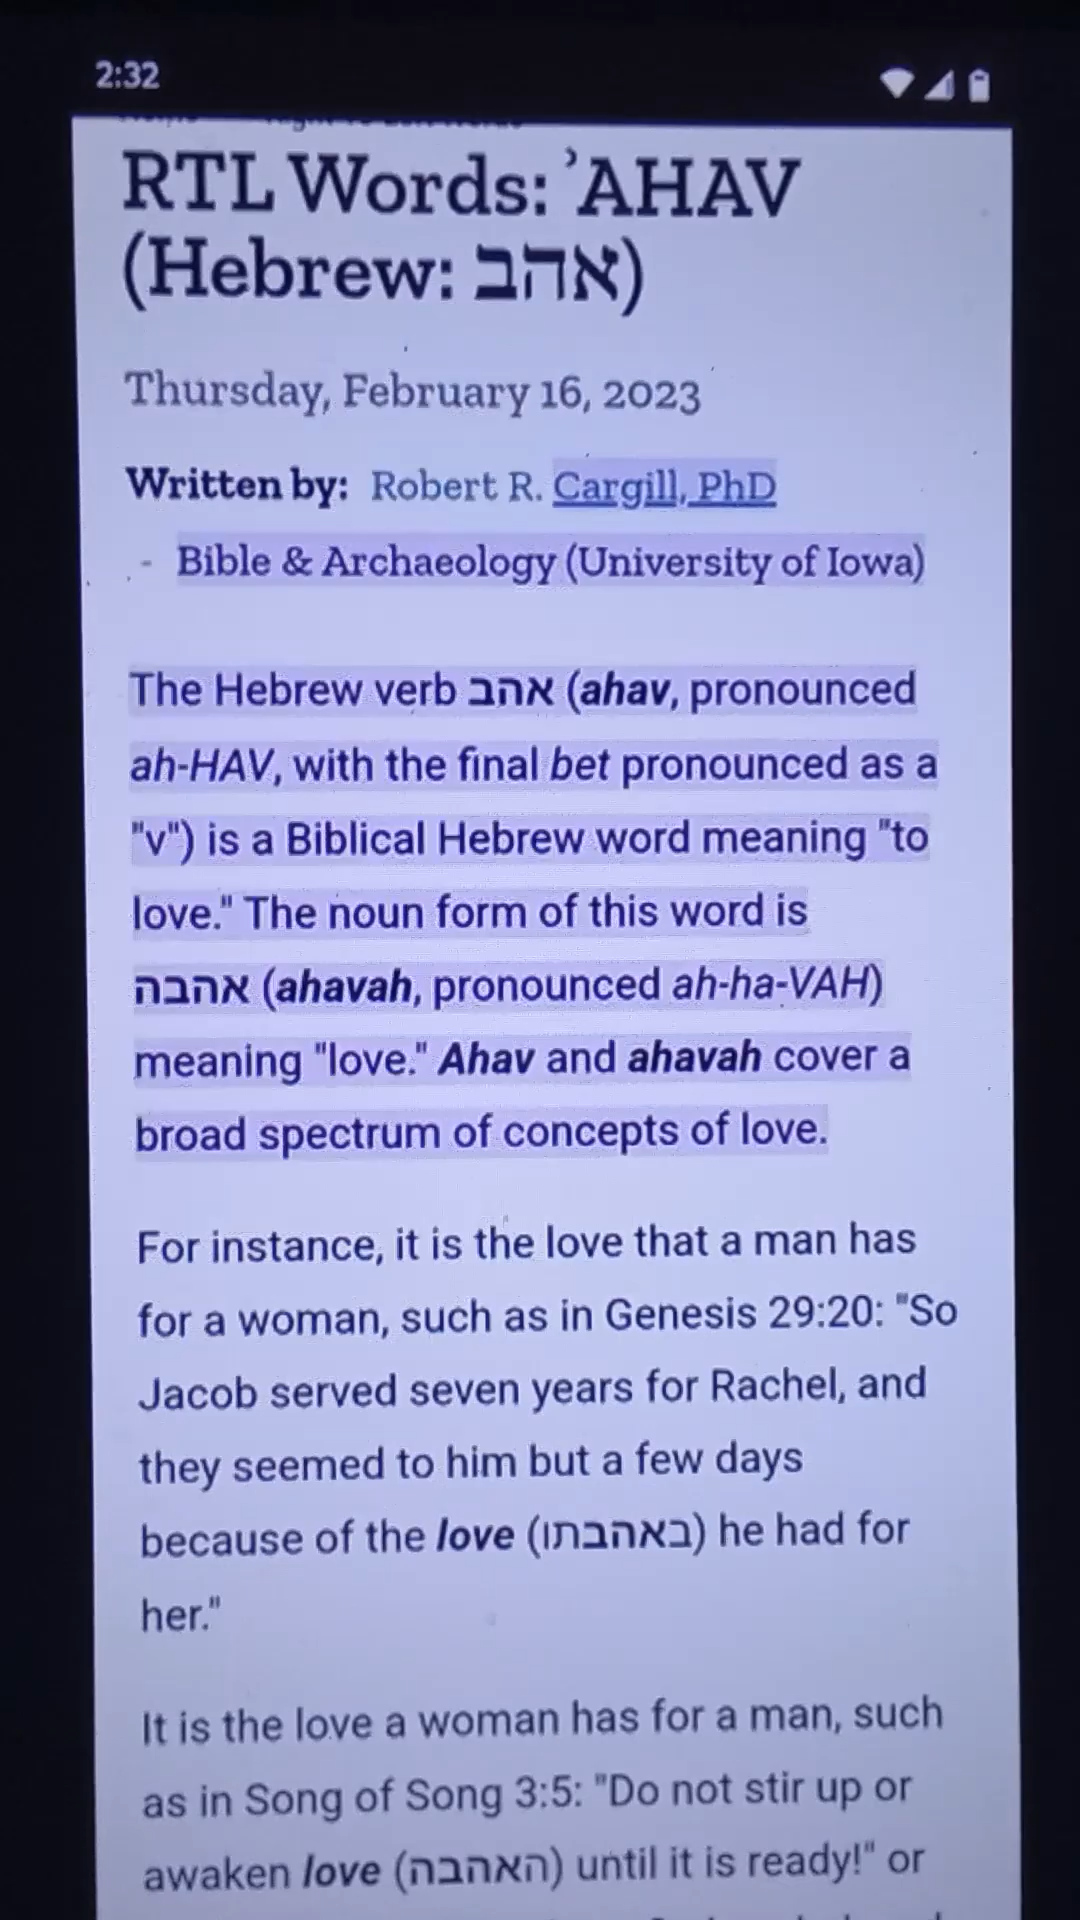 2:32
RTL Words: ʾAHAV
(Hebrew: אהב)
Thursday, February 16, 2023
Written by: Robert R. Cargill, PhD
- Bible & Archaeology (University of Iowa)
The Hebrew verb אהב (ahav, pronounced
ah-HAV, with the final bet pronounced as a
"v") is a Biblical Hebrew word meaning "to
love." The noun form of this word is
אהבה (ahavah, pronounced ah-ha-VAH)
meaning "love." Ahav and ahavah cover a
broad spectrum of concepts of love.
For instance, it is the love that a man has
for a woman, such as in Genesis 29:20: "So
Jacob served seven years for Rachel, and
they seemed to him but a few days
because of the love (באהבתו) he had for
her."
It is the love a woman has for a man, such
as in Song of Song 3:5: "Do not stir up or
awaken love (האהבה) until it is ready!" or